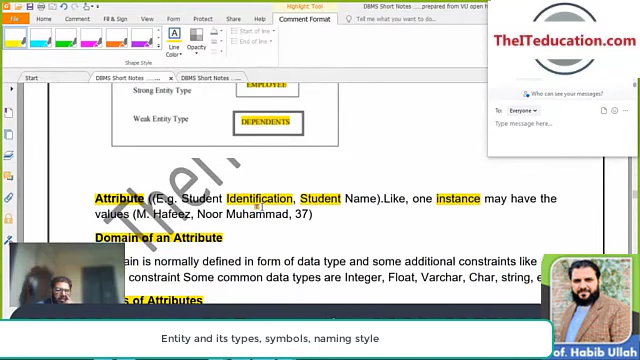 Highlight Tool
DBMS Short Notes .....prepared from VU open
Comment Format
File
Home
Comment
Fill & Sign
View
Form
Protect
Share
Help
Tell me what you want to do...
Line
Color
Opacity
Start of line
End of line
Shape Style
Start
DBMS Short Notes ......
DBMS Short Notes .....
TheITeducation.com
Who can see your messages?
To:
Everyone
Type message here...
Strong Entity Type
EMPLOYEE
Weak Entity Type
DEPENDENTS
Attribute ((E.g. Student Identification, Student Name).Like, one instance may have the
values (M. Hafeez, Noor Muhammad, 37)
Domain of an Attribute
ain is normally defined in form of data type and some additional constraints like
constraint Some common data types are Integer, Float, Varchar, Char, string, e
s of Attributes
Entity and its types, symbols, naming style
of. Habib Ullah